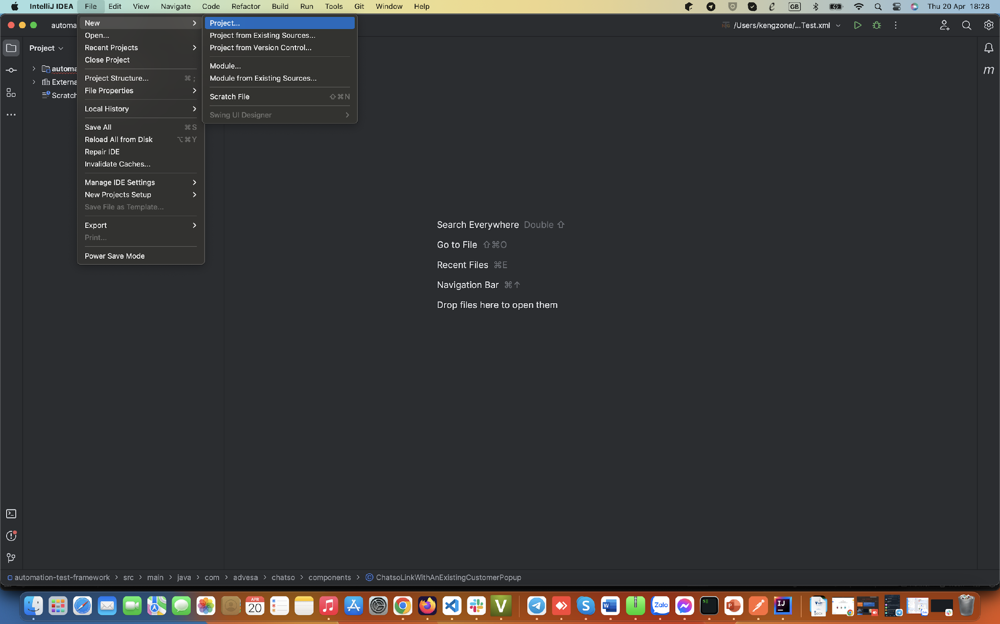 IntelliJ IDEA File Edit View Navigate Code Refactor Build Run Tools Git Window Help GB Thu 20 Apr 18:28
automa
/Users/kengzone/...Test.xml
Project
automa
Externa
Scratch
New
Open...
Recent Projects
Close Project
Project Structure... ⌘ ;
File Properties
Local History
Save All ⌘ S
Reload All from Disk ⌥ ⌘ Y
Repair IDE
Invalidate Caches...
Manage IDE Settings
New Projects Setup
Save File as Template...
Export
Print...
Power Save Mode
Project...
Project from Existing Sources...
Project from Version Control...
Module...
Module from Existing Sources...
Scratch File ⇧ ⌘ N
Swing UI Designer
m
Search Everywhere Double ⇧
Go to File ⇧⌘O
Recent Files ⌘E
Navigation Bar ⌘↑
Drop files here to open them
automation-test-framework > src > main > java > com > advesa > chatso > components > © ChatsoLinkWithAnExistingCustomerPopup
APR
20
V
S
W
Zalo
P
IJ
DOCX